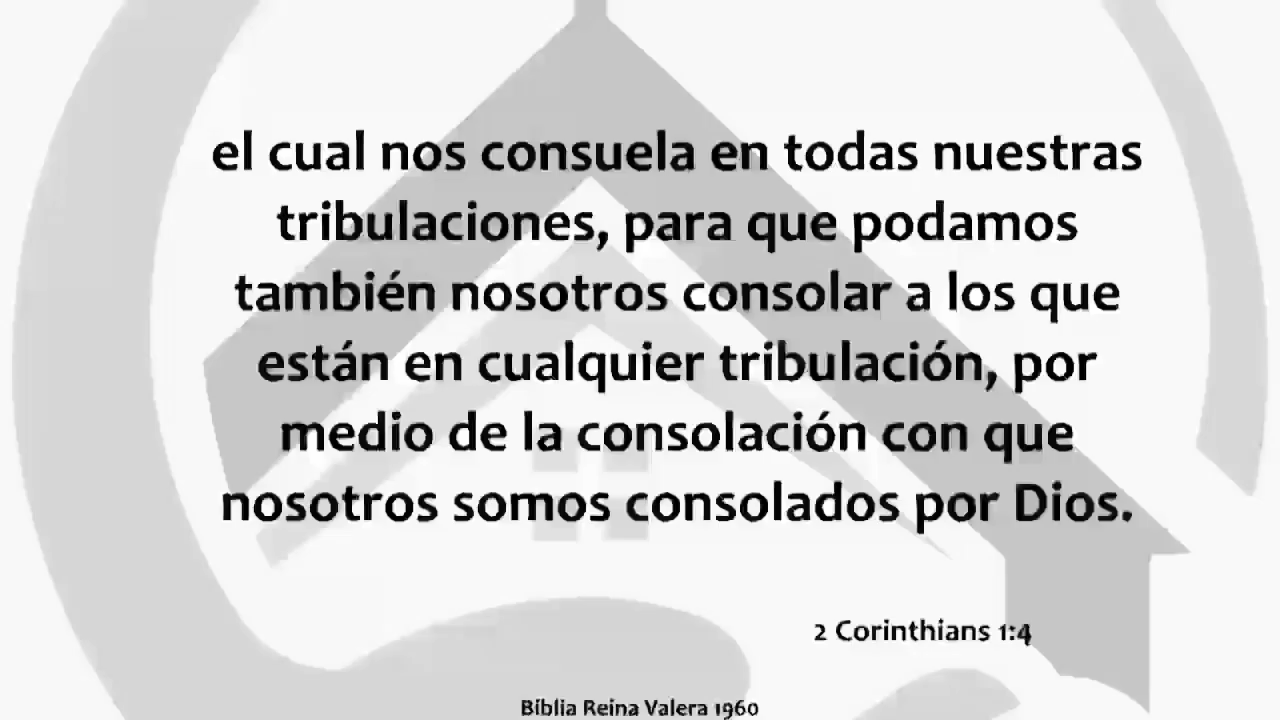 el cual nos consuela en todas nuestras
tribulaciones, para que podamos
también nosotros consolar a los que
están en cualquier tribulación, por
medio de la consolación con que
nosotros somos consolados por Dios.
2 Corinthians 1:4
Biblia Reina Valera 1960